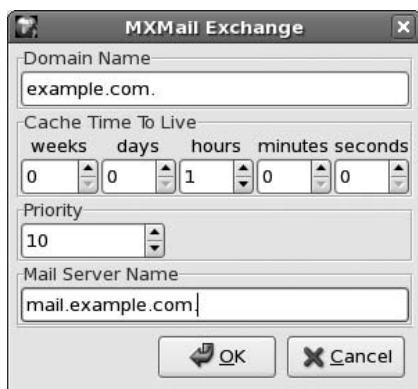 MXMail Exchange
Domain Name
example.com.
Cache Time To Live
weeks days hours minutes seconds
0 0 1 0 0
Priority
10
Mail Server Name
mail.example.com.
OK Cancel